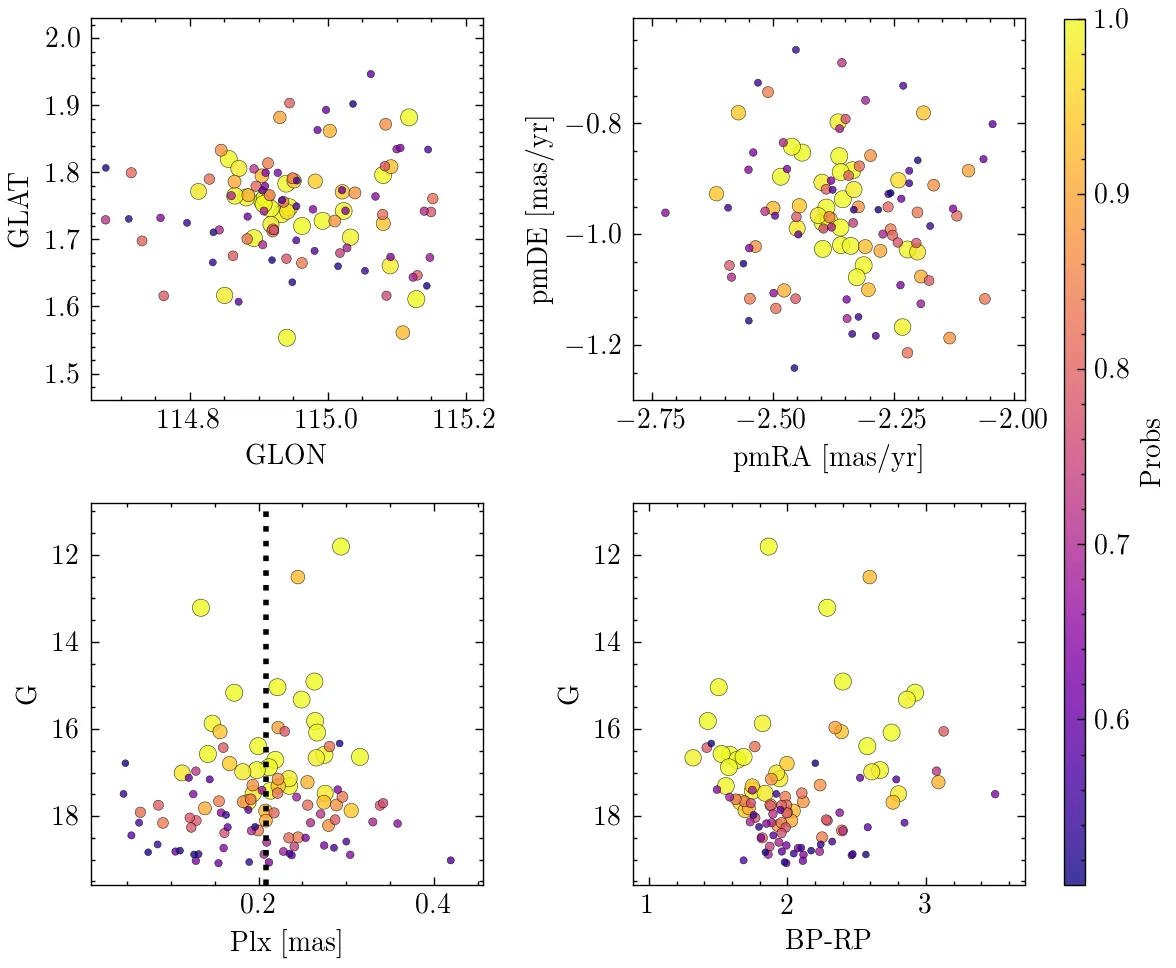 2.0
1.9
1.8
1.7
1.6
1.5
GLAT
114.8 115.0 115.2
GLON
−0.8
−1.0
−1.2
pmDE [mas/yr]
−2.75 −2.50 −2.25 −2.00
pmRA [mas/yr]
1.0
0.9
0.8
0.7
0.6
Probs
12
14
16
18
G
0.2 0.4
Plx [mas]
12
14
16
18
G
1 2 3
BP-RP